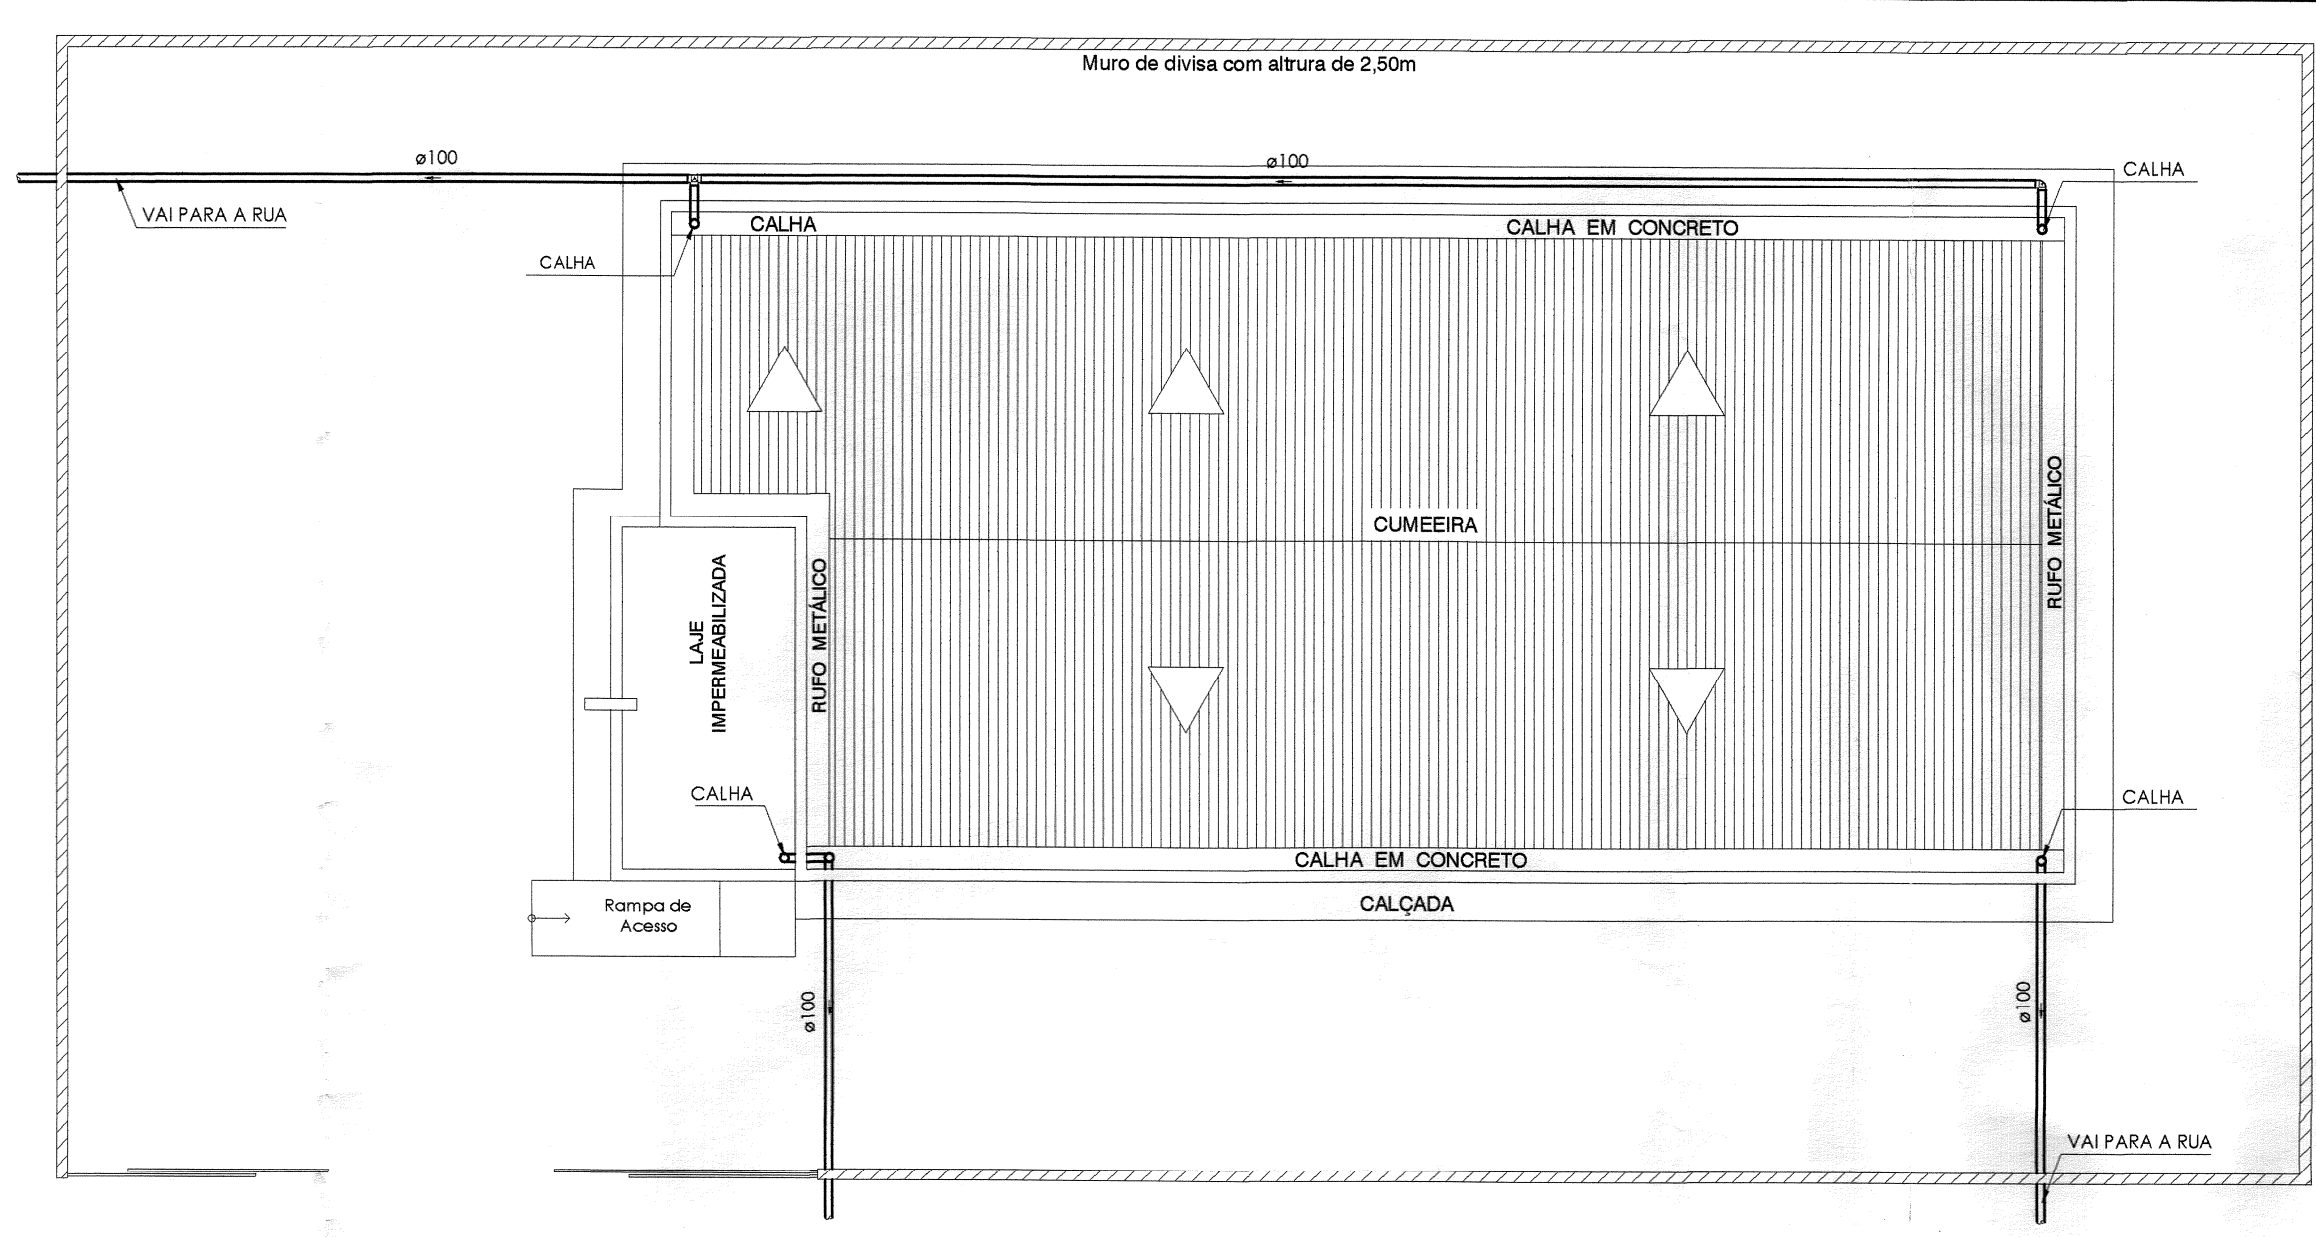 Muro de divisa com altrura de 2,50m
ø100
ø100
CALHA
VAI PARA A RUA
CALHA
CALHA EM CONCRETO
CALHA
CUMEEIRA
RUFO METÁLICO
LAJE
IMPERMEABILIZADA
RUFO METÁLICO
CALHA
CALHA
CALHA EM CONCRETO
Rampa de
Acesso
CALÇADA
ø100
ø100
VAI PARA A RUA